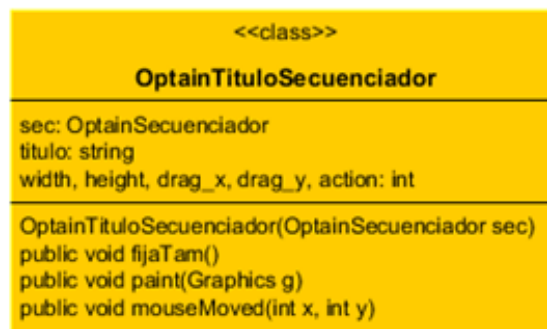 <<class>>
OptainTituloSecuenciador
sec: OptainSecuenciador
titulo: string
width, height, drag_x, drag_y, action: int
OptainTituloSecuenciador(OptainSecuenciador sec)
public void fijaTam()
public void paint(Graphics g)
public void mouseMoved(int x, int y)